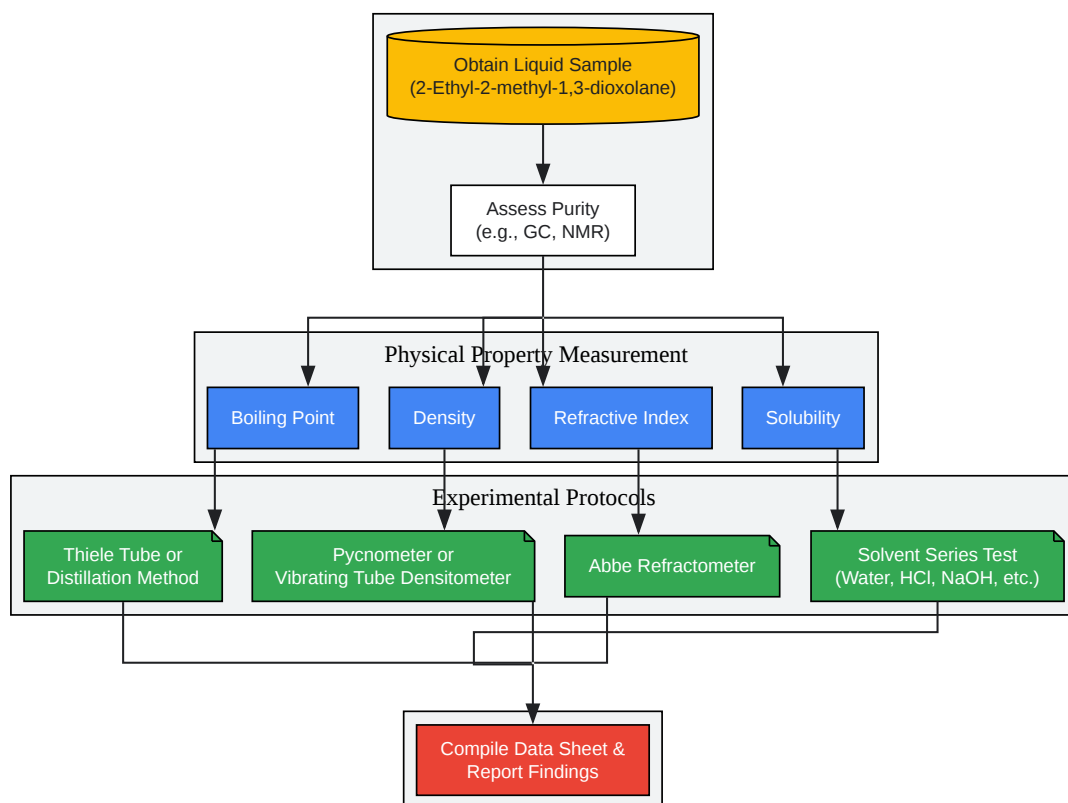 Obtain Liquid Sample
(2-Ethyl-2-methyl-1,3-dioxolane)
Assess Purity
(e.g., GC, NMR)
Physical Property Measurement
Boiling Point
Density
Refractive Index
Solubility
Experimental Protocols
Thiele Tube or
Distillation Method
Pycnometer or
Vibrating Tube Densitometer
Abbe Refractometer
Solvent Series Test
(Water, HCl, NaOH, etc.)
Compile Data Sheet &
Report Findings